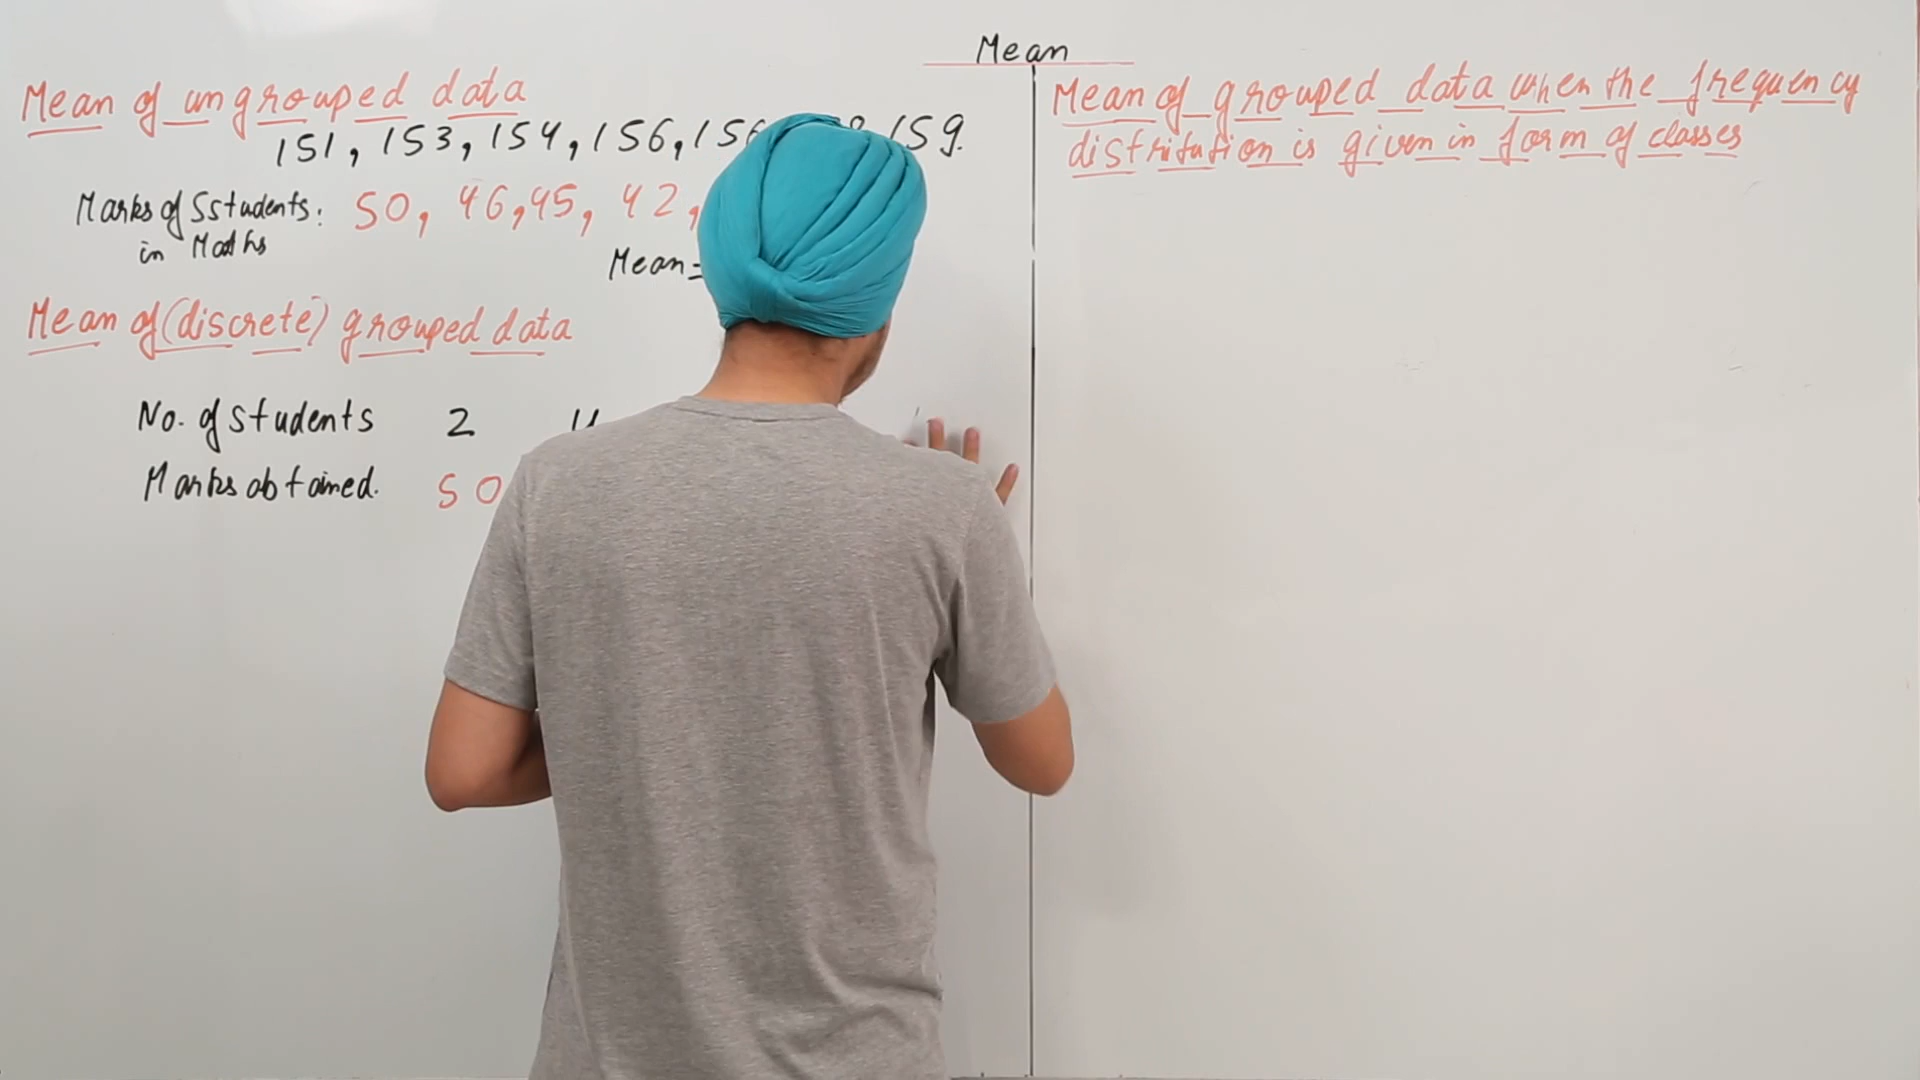 Mean
Mean of ungrouped data
151, 153, 154, 156, 156 159.
Marks of 5 students: 50, 46, 45, 42,
in Maths
Mean=
Mean of (discrete) grouped data
No. of students 2 4
Marks obtained. 50
Mean of grouped data when the frequency
distribution is given in form of classes